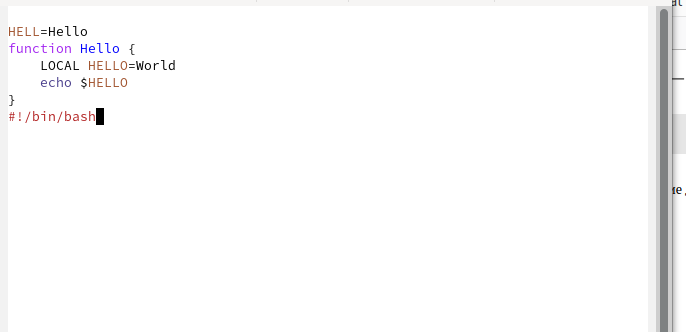 HELL=Hello
function Hello {
    LOCAL HELLO=World
    echo $HELLO
}
#!/bin/bash